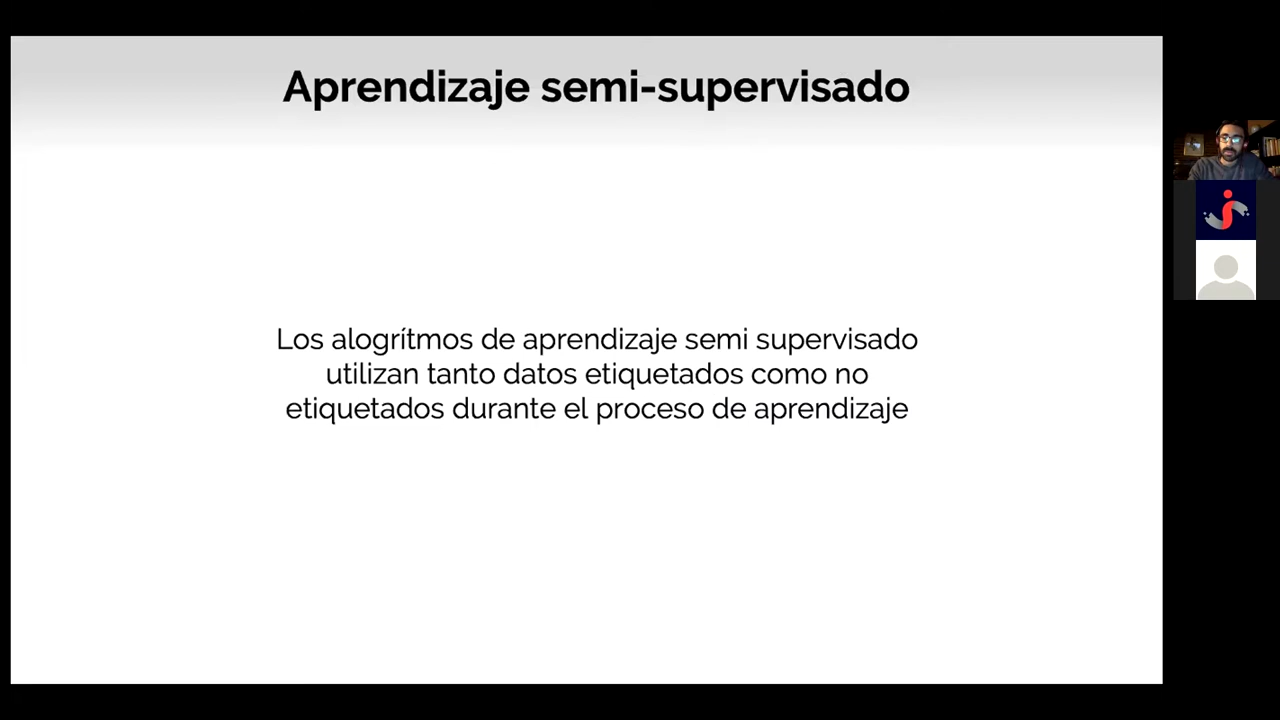 Aprendizaje semi-supervisado
Los alogrítmos de aprendizaje semi supervisado
utilizan tanto datos etiquetados como no
etiquetados durante el proceso de aprendizaje